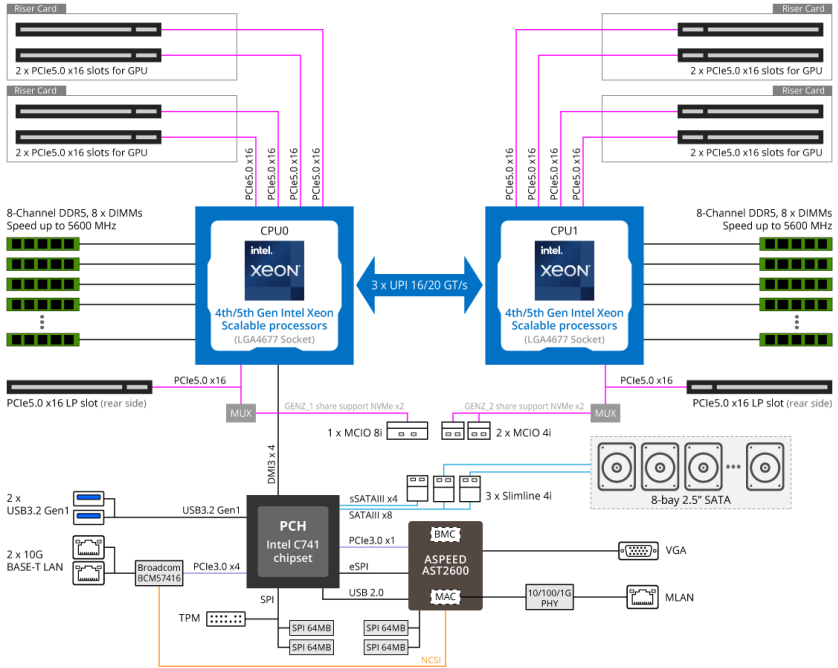 Riser Card
2 x PCIe5.0 x16 slots for GPU
Riser Card
2 x PCIe5.0 x16 slots for GPU
Riser Card
2 x PCIe5.0 x16 slots for GPU
Riser Card
2 x PCIe5.0 x16 slots for GPU
PCIe5.0 x16
PCIe5.0 x16
PCIe5.0 x16
PCIe5.0 x16
PCIe5.0 x16
PCIe5.0 x16
PCIe5.0 x16
PCIe5.0 x16
8-Channel DDR5, 8 x DIMMs
Speed up to 5600 MHz
CPU0
intel.
xeon
4th/5th Gen Intel Xeon
Scalable processors
(LGA4677 Socket)
3 x UPI 16/20 GT/s
CPU1
intel.
xeon
4th/5th Gen Intel Xeon
Scalable processors
(LGA4677 Socket)
8-Channel DDR5, 8 x DIMMs
Speed up to 5600 MHz
PCIe5.0 x16
PCIe5.0 x16 LP slot (rear side)
MUX
GENZ_1 share support NVMe x2
1 x MCIO 8i
GENZ_2 share support NVMe x2
2 x MCIO 4i
MUX
PCIe5.0 x16
PCIe5.0 x16 LP slot (rear side)
DMI3 x 4
3 x Slimline 4i
8-bay 2.5" SATA
2 x
USB3.2 Gen1
USB3.2 Gen1
2 x 10G
BASE-T LAN
Broadcom
BCM57416
PCIe3.0 x4
PCH
Intel C741
chipset
sSATAIII x4
SATAIII x8
PCIe3.0 x1
eSPI
USB 2.0
BMC
ASPEED
AST2600
MAC
VGA
10/100/1G
PHY
MLAN
SPI
TPM
SPI 64MB
SPI 64MB
SPI 64MB
SPI 64MB
NCSI